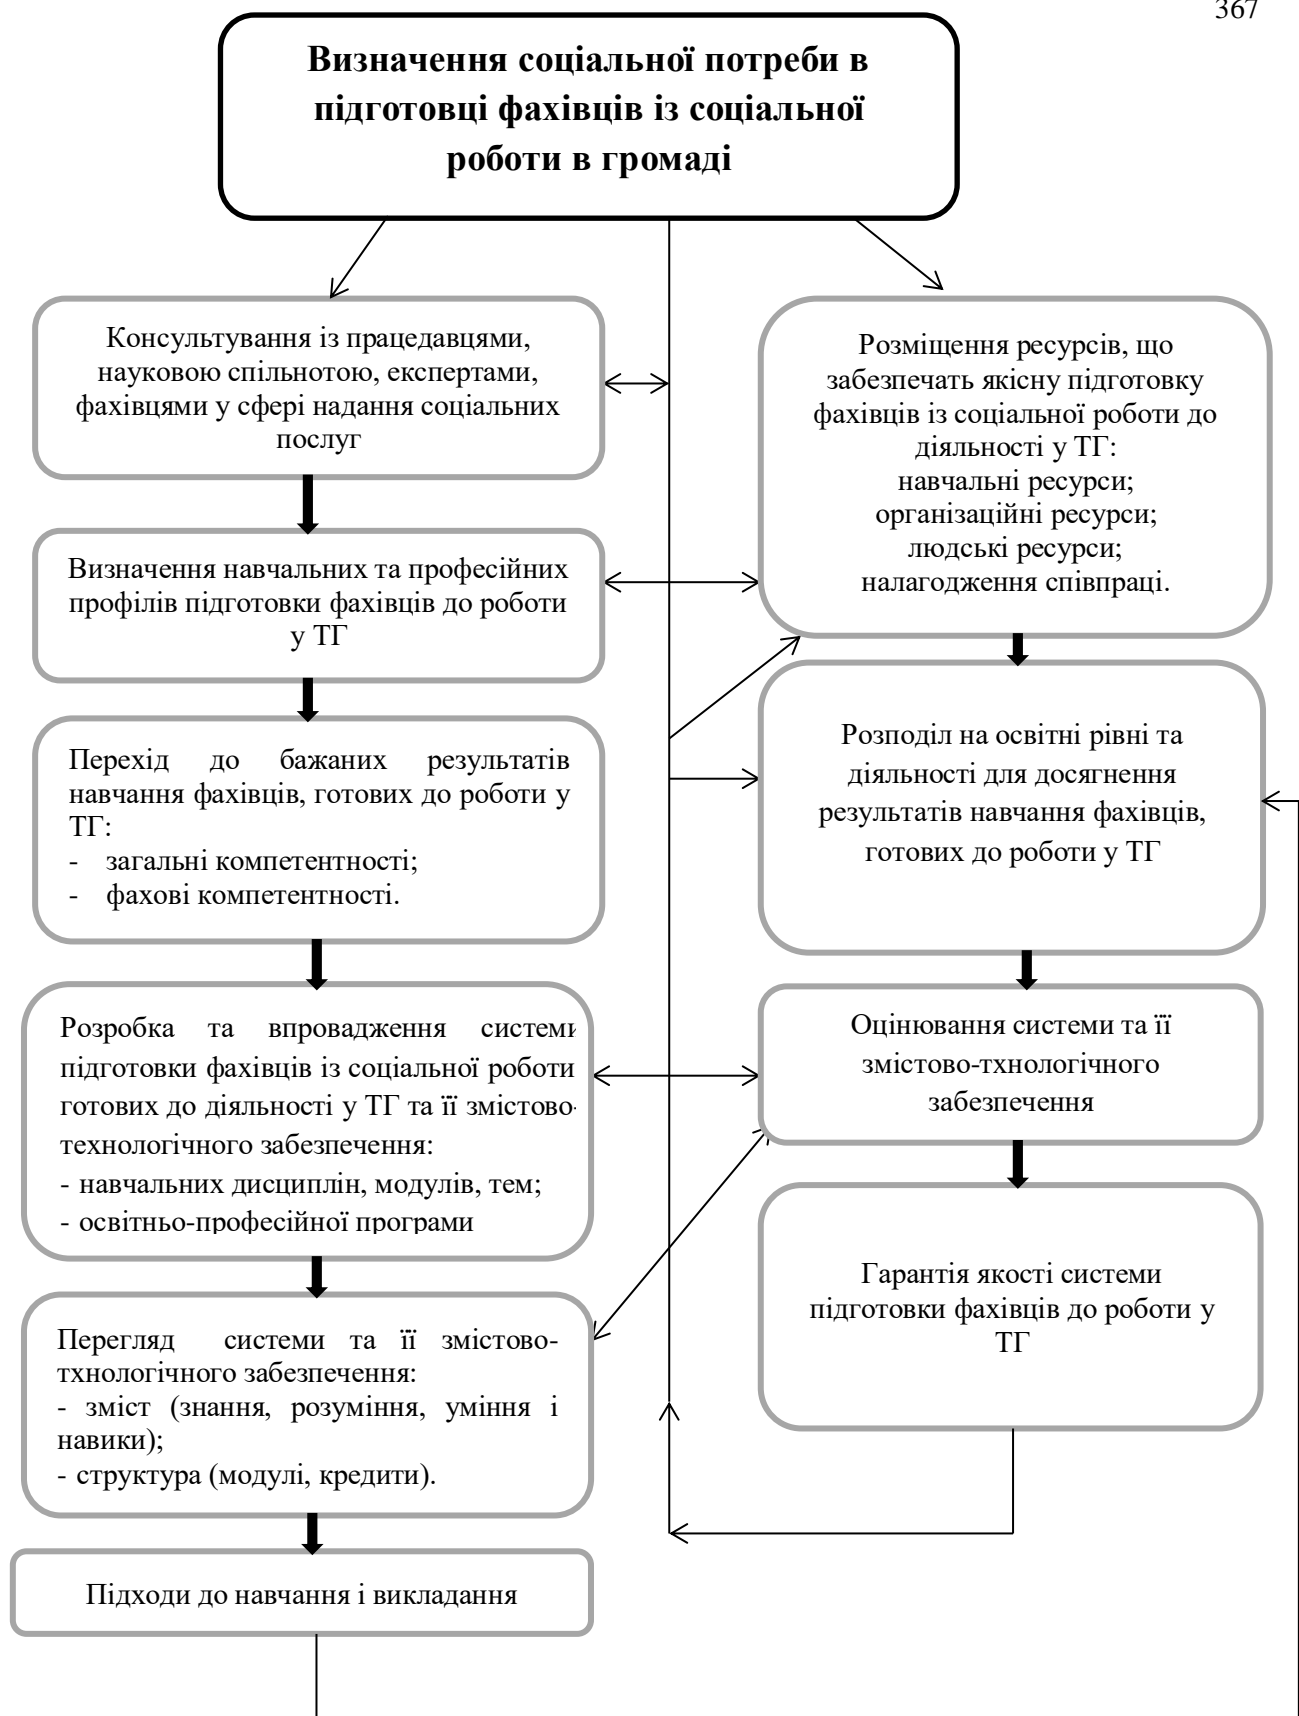 367
Визначення соціальної потреби в
підготовці фахівців із соціальної
роботи в громаді
Консультування із працедавцями,
науковою спільнотою, експертами,
фахівцями у сфері надання соціальних
послуг
Визначення навчальних та професійних
профілів підготовки фахівців до роботи
у ТГ
Перехід до бажаних результатів
навчання фахівців, готових до роботи у
ТГ:
- загальні компетентності;
- фахові компетентності.
Розробка та впровадження системи
підготовки фахівців із соціальної роботи
готових до діяльності у ТГ та її змістово-
технологічного забезпечення:
- навчальних дисциплін, модулів, тем;
- освітньо-професійної програми
Перегляд системи та її змістово-
тхнологічного забезпечення:
- зміст (знання, розуміння, уміння і
навики);
- структура (модулі, кредити).
Підходи до навчання і викладання
Розміщення ресурсів, що
забезпечать якісну підготовку
фахівців із соціальної роботи до
діяльності у ТГ:
навчальні ресурси;
організаційні ресурси;
людські ресурси;
налагодження співпраці.
Розподіл на освітні рівні та
діяльності для досягнення
результатів навчання фахівців,
готових до роботи у ТГ
Оцінювання системи та її
змістово-тхнологічного
забезпечення
Гарантія якості системи
підготовки фахівців до роботи у
ТГ